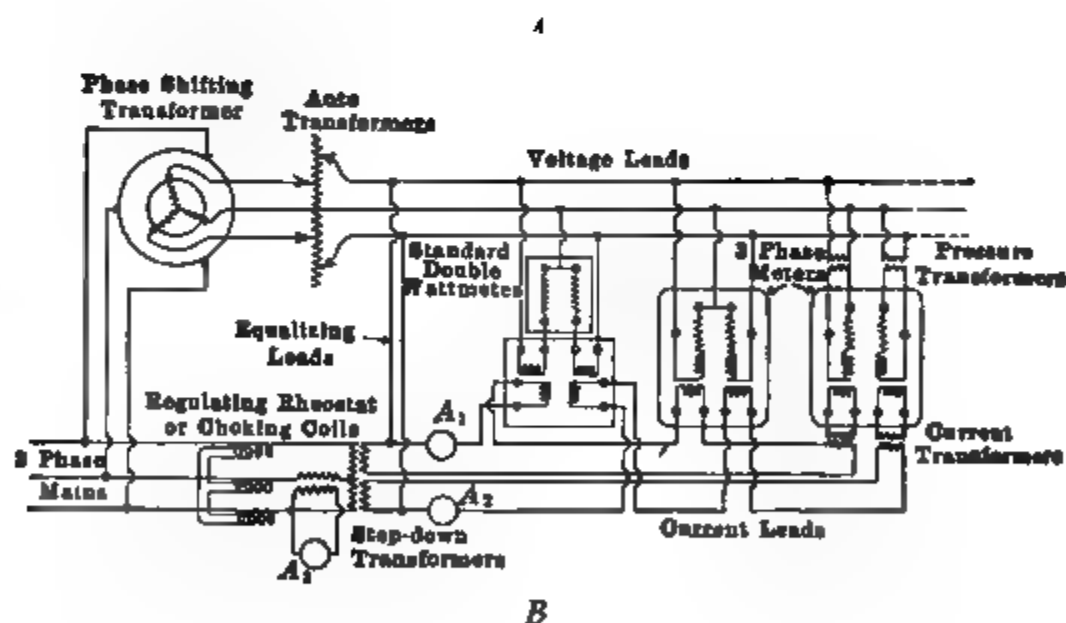 A
Phase Shifting
Transformer
Auto
Transformers
Voltage Leads
Standard
Double
Wattmeter
3 Phase
Meters
Pressure
Transformers
Equalizing
Leads
Regulating Rheostat
or Choking Coils
A₁
3 Phase
Mains
A₂
Current
Transformers
Current Leads
Step-down
Transformers
A₃
B